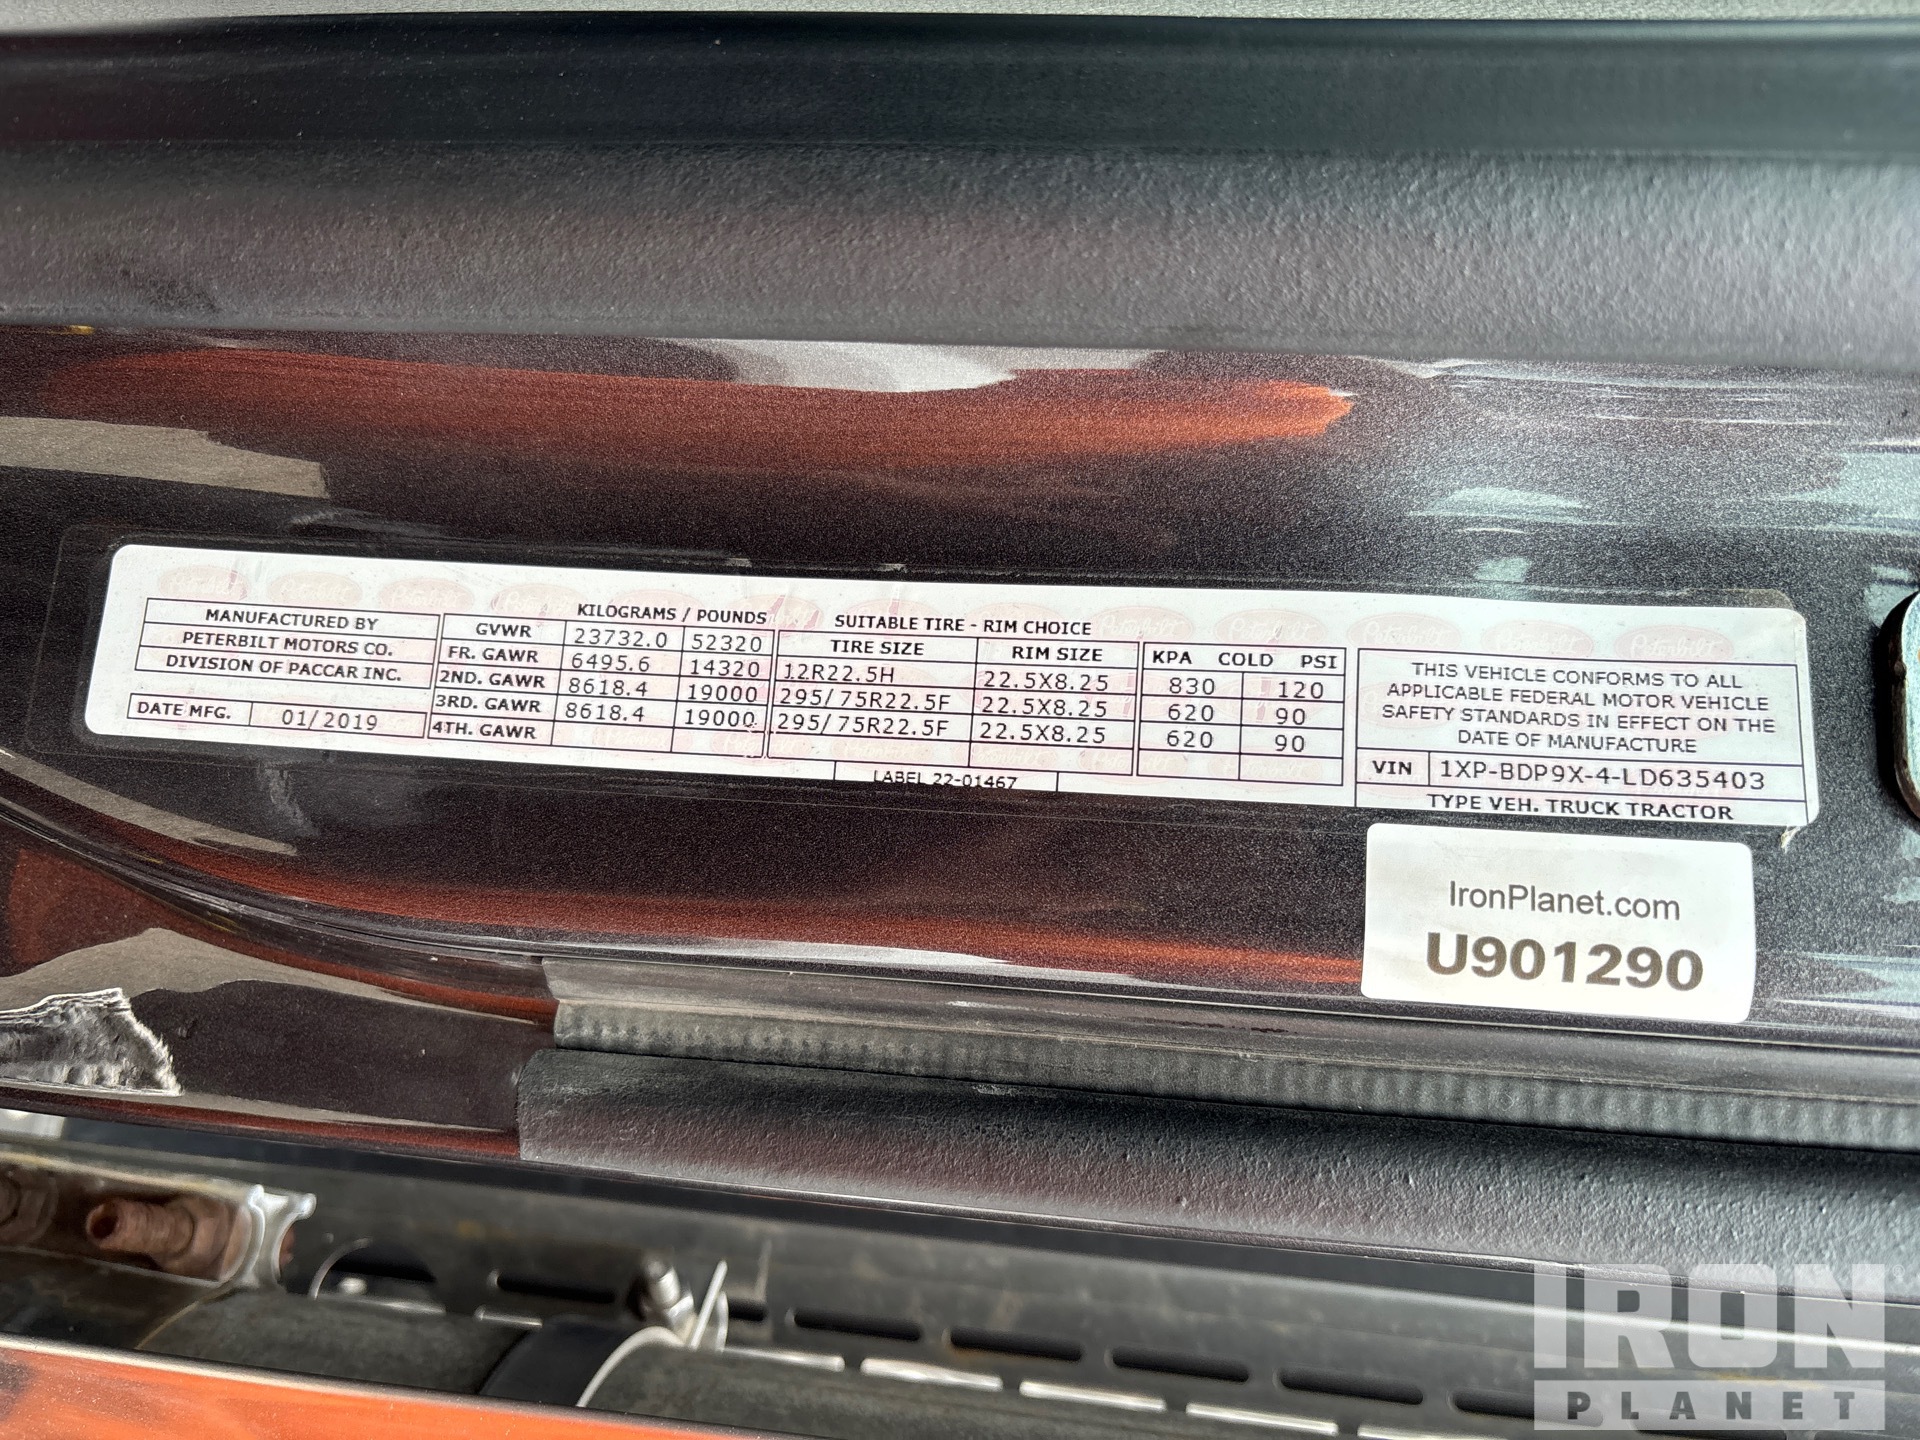 MANUFACTURED BY
PETERBILT MOTORS CO.
DIVISION OF PACCAR INC.
DATE MFG. 01/2019
KILOGRAMS / POUNDS
GVWR 23732.0 52320
FR. GAWR 6495.6 14320
2ND. GAWR 8618.4 19000
3RD. GAWR 8618.4 19000
4TH. GAWR
SUITABLE TIRE - RIM CHOICE
TIRE SIZE RIM SIZE
12R22.5H 22.5X8.25
295/75R22.5F 22.5X8.25
295/75R22.5F 22.5X8.25
KPA COLD PSI
830 120
620 90
620 90
LABEL 22-01467
THIS VEHICLE CONFORMS TO ALL
APPLICABLE FEDERAL MOTOR VEHICLE
SAFETY STANDARDS IN EFFECT ON THE
DATE OF MANUFACTURE
VIN 1XP-BDP9X-4-LD635403
TYPE VEH. TRUCK TRACTOR
IronPlanet.com
U901290
IRON
PLANET